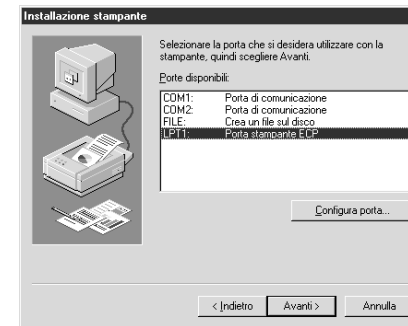 Installazione stampante
Selezionare la porta che si desidera utilizzare con la
stampante, quindi scegliere Avanti.
Porte disponibili:
COM1: Porta di comunicazione
COM2: Porta di comunicazione
FILE: Crea un file sul disco
LPT1: Porta stampante ECP
Configura porta...
< Indietro Avanti > Annulla